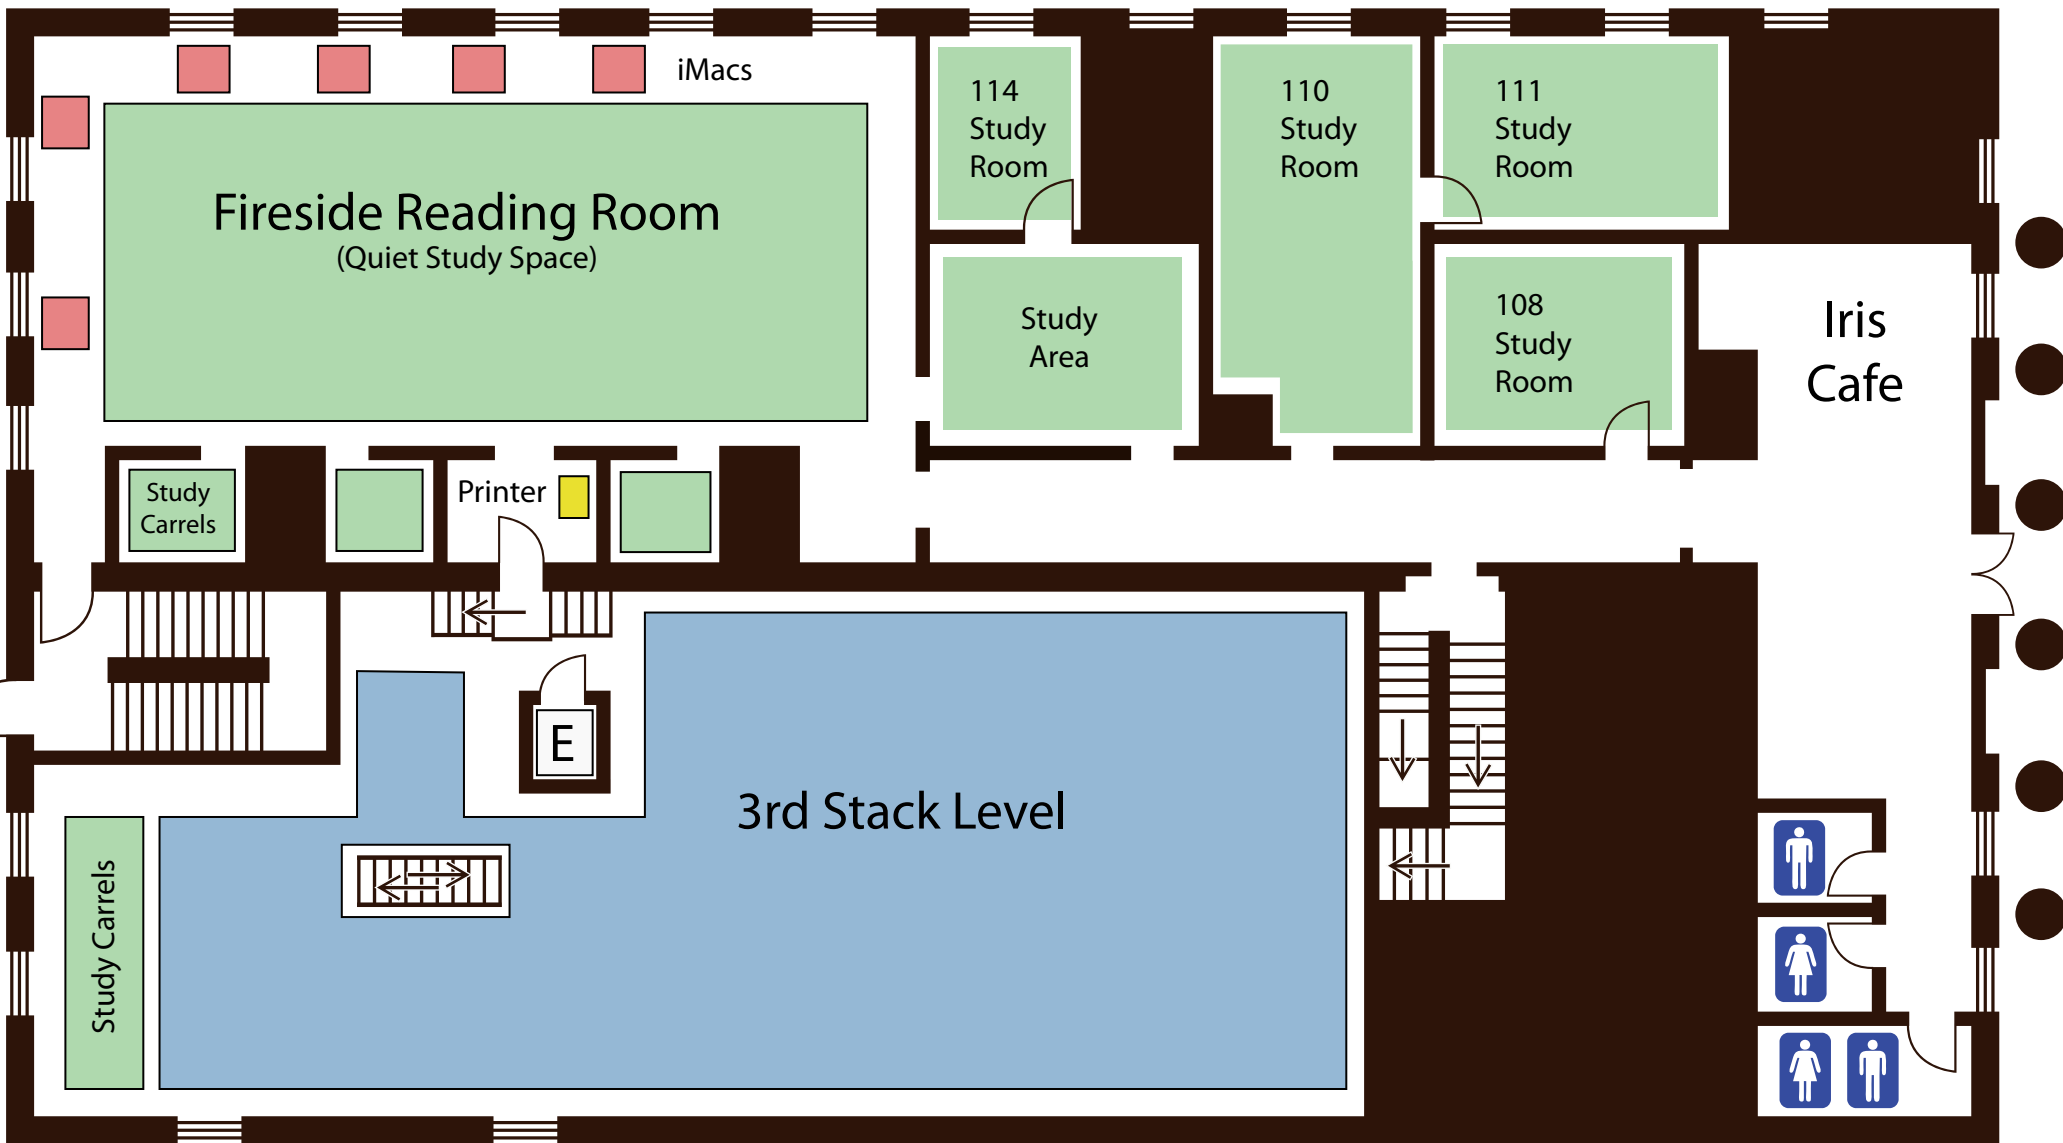 iMacs
Fireside Reading Room
(Quiet Study Space)
114
Study
Room
110
Study
Room
111
Study
Room
Study
Area
108
Study
Room
Iris
Cafe
Study
Carrels
Printer
E
3rd Stack Level
Study Carrels